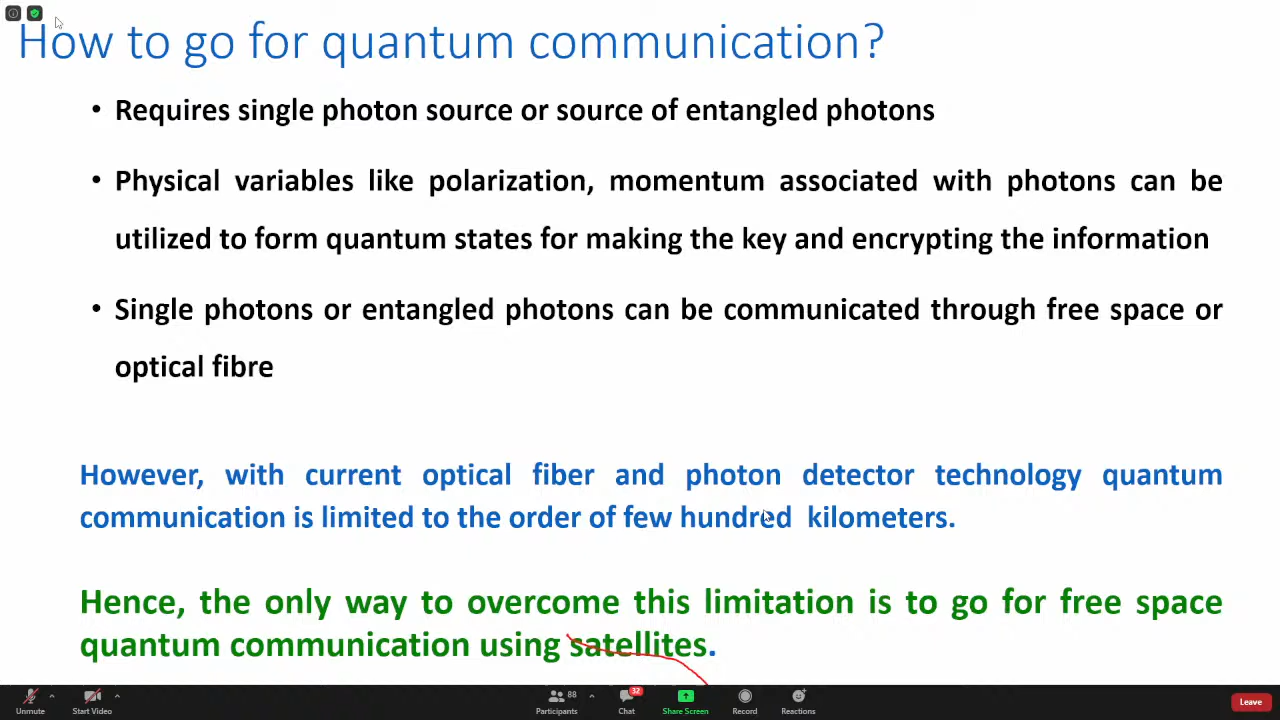 How to go for quantum communication?
• Requires single photon source or source of entangled photons
• Physical variables like polarization, momentum associated with photons can be
utilized to form quantum states for making the key and encrypting the information
• Single photons or entangled photons can be communicated through free space or
optical fibre
However, with current optical fiber and photon detector technology quantum
communication is limited to the order of few hundred kilometers.
Hence, the only way to overcome this limitation is to go for free space
quantum communication using satellites.
88 32
Unmute Start Video Participants Chat Share Screen Record Reactions Leave